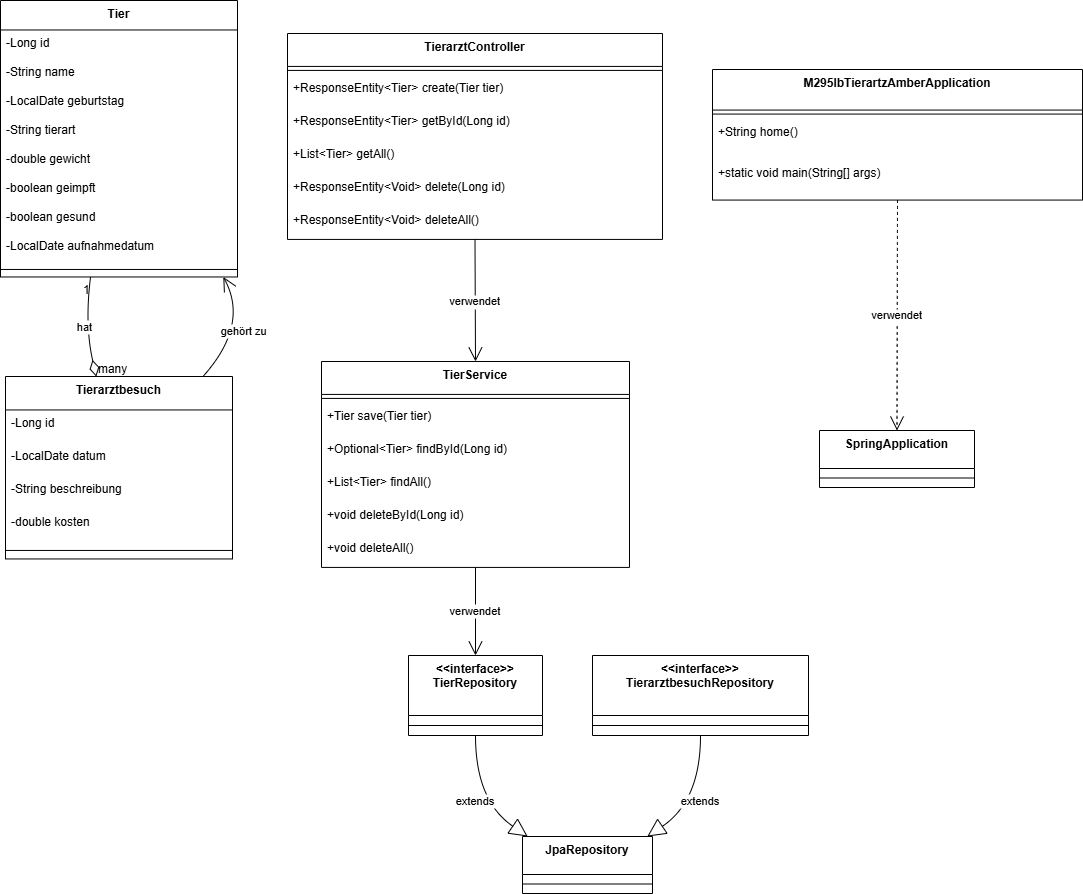 Tier
-Long id
-String name
-LocalDate geburtstag
-String tierart
-double gewicht
-boolean geimpft
-boolean gesund
-LocalDate aufnahmedatum
1
hat
many
gehört zu
Tierarztbesuch
-Long id
-LocalDate datum
-String beschreibung
-double kosten
TierarztController
+ResponseEntity<Tier> create(Tier tier)
+ResponseEntity<Tier> getById(Long id)
+List<Tier> getAll()
+ResponseEntity<Void> delete(Long id)
+ResponseEntity<Void> deleteAll()
verwendet
TierService
+Tier save(Tier tier)
+Optional<Tier> findById(Long id)
+List<Tier> findAll()
+void deleteById(Long id)
+void deleteAll()
verwendet
<<interface>>
TierRepository
<<interface>>
TierarztbesuchRepository
extends
extends
JpaRepository
M295lbTierartzAmberApplication
+String home()
+static void main(String[] args)
verwendet
SpringApplication